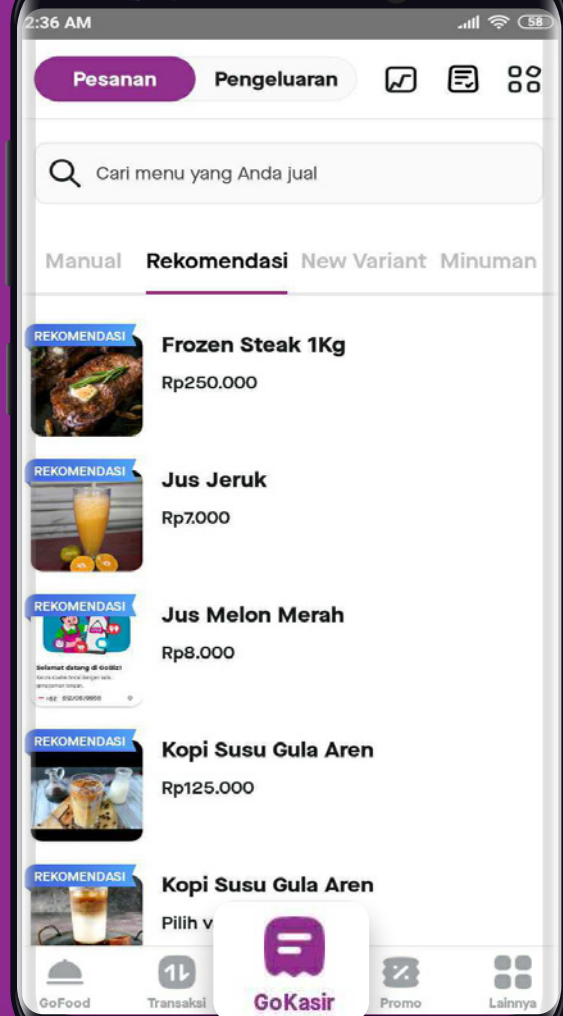 2:36 AM
58
Pesanan
Pengeluaran
Cari menu yang Anda jual
Manual
Rekomendasi
New Variant
Minuman
REKOMENDASI
Frozen Steak 1Kg
Rp250.000
REKOMENDASI
Jus Jeruk
Rp7.000
REKOMENDASI
Jus Melon Merah
Rp8.000
Selamat datang di GoBiz!
+62
REKOMENDASI
Kopi Susu Gula Aren
Rp125.000
REKOMENDASI
Kopi Susu Gula Aren
Pilih v
GoFood
Transaksi
GoKasir
Promo
Lainnya